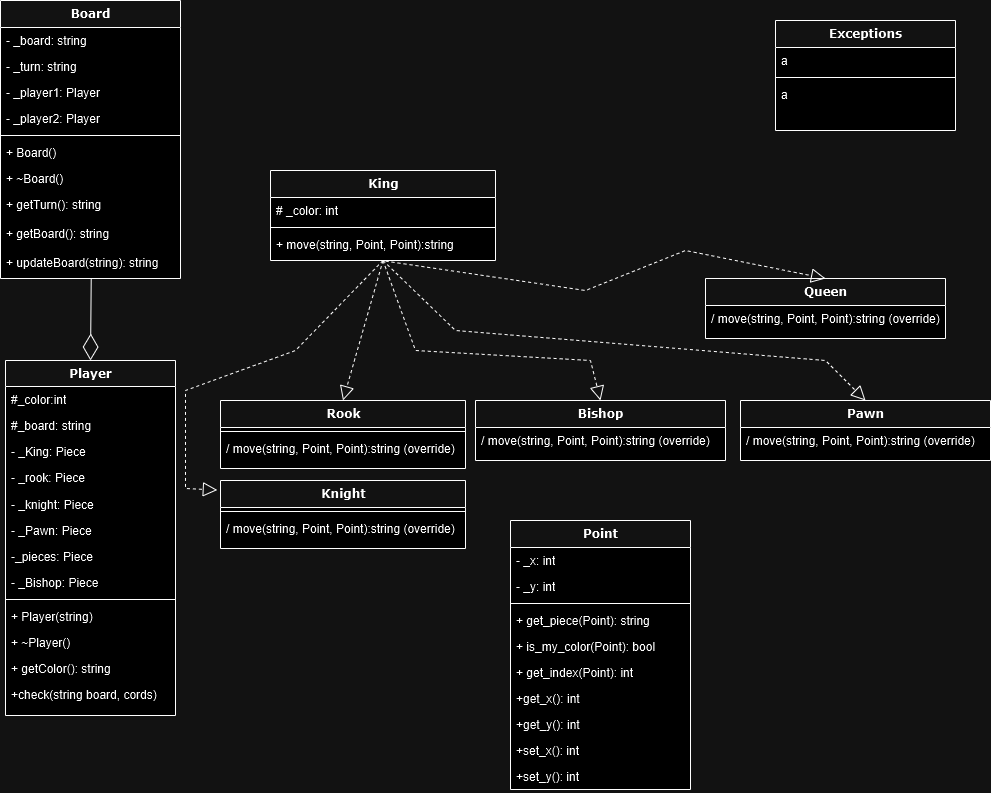 Board
- _board: string
- _turn: string
- _player1: Player
- _player2: Player
+ Board()
+ ~Board()
+ getTurn(): string
+ getBoard(): string
+ updateBoard(string): string
Exceptions
a
a
King
# _color: int
+ move(string, Point, Point):string
Queen
/ move(string, Point, Point):string (override)
Player
#_color:int
#_board: string
- _King: Piece
- _rook: Piece
- _knight: Piece
- _Pawn: Piece
-_pieces: Piece
- _Bishop: Piece
+ Player(string)
+ ~Player()
+ getColor(): string
+check(string board, cords)
Rook
/ move(string, Point, Point):string (override)
Bishop
/ move(string, Point, Point):string (override)
Pawn
/ move(string, Point, Point):string (override)
Knight
/ move(string, Point, Point):string (override)
Point
- _x: int
- _y: int
+ get_piece(Point): string
+ is_my_color(Point): bool
+ get_index(Point): int
+get_x(): int
+get_y(): int
+set_x(): int
+set_y(): int